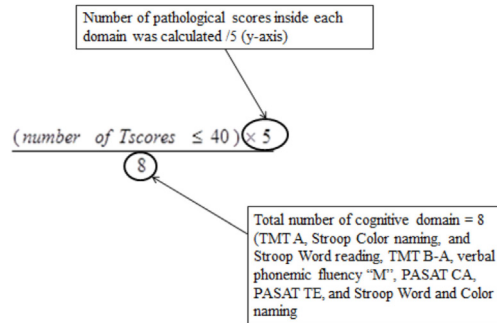 Number of pathological scores inside each
domain was calculated /5 (y-axis)
(number of Tscores ≤ 40) × 5
8
Total number of cognitive domain = 8
(TMT A, Stroop Color naming, and
Stroop Word reading, TMT B-A, verbal
phonemic fluency “M”, PASAT CA,
PASAT TE, and Stroop Word and Color
naming